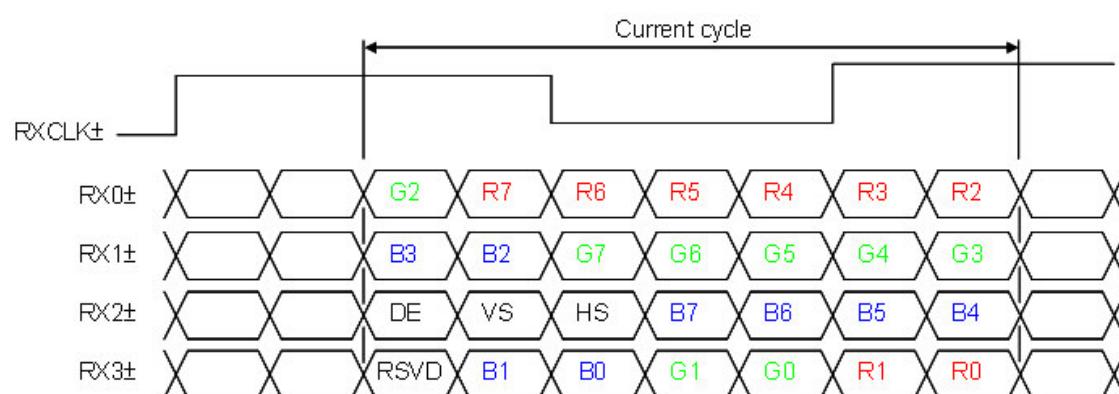 Current cycle
RXCLK±
RX0± G2 R7 R6 R5 R4 R3 R2
RX1± B3 B2 G7 G6 G5 G4 G3
RX2± DE VS HS B7 B6 B5 B4
RX3± RSVD B1 B0 G1 G0 R1 R0